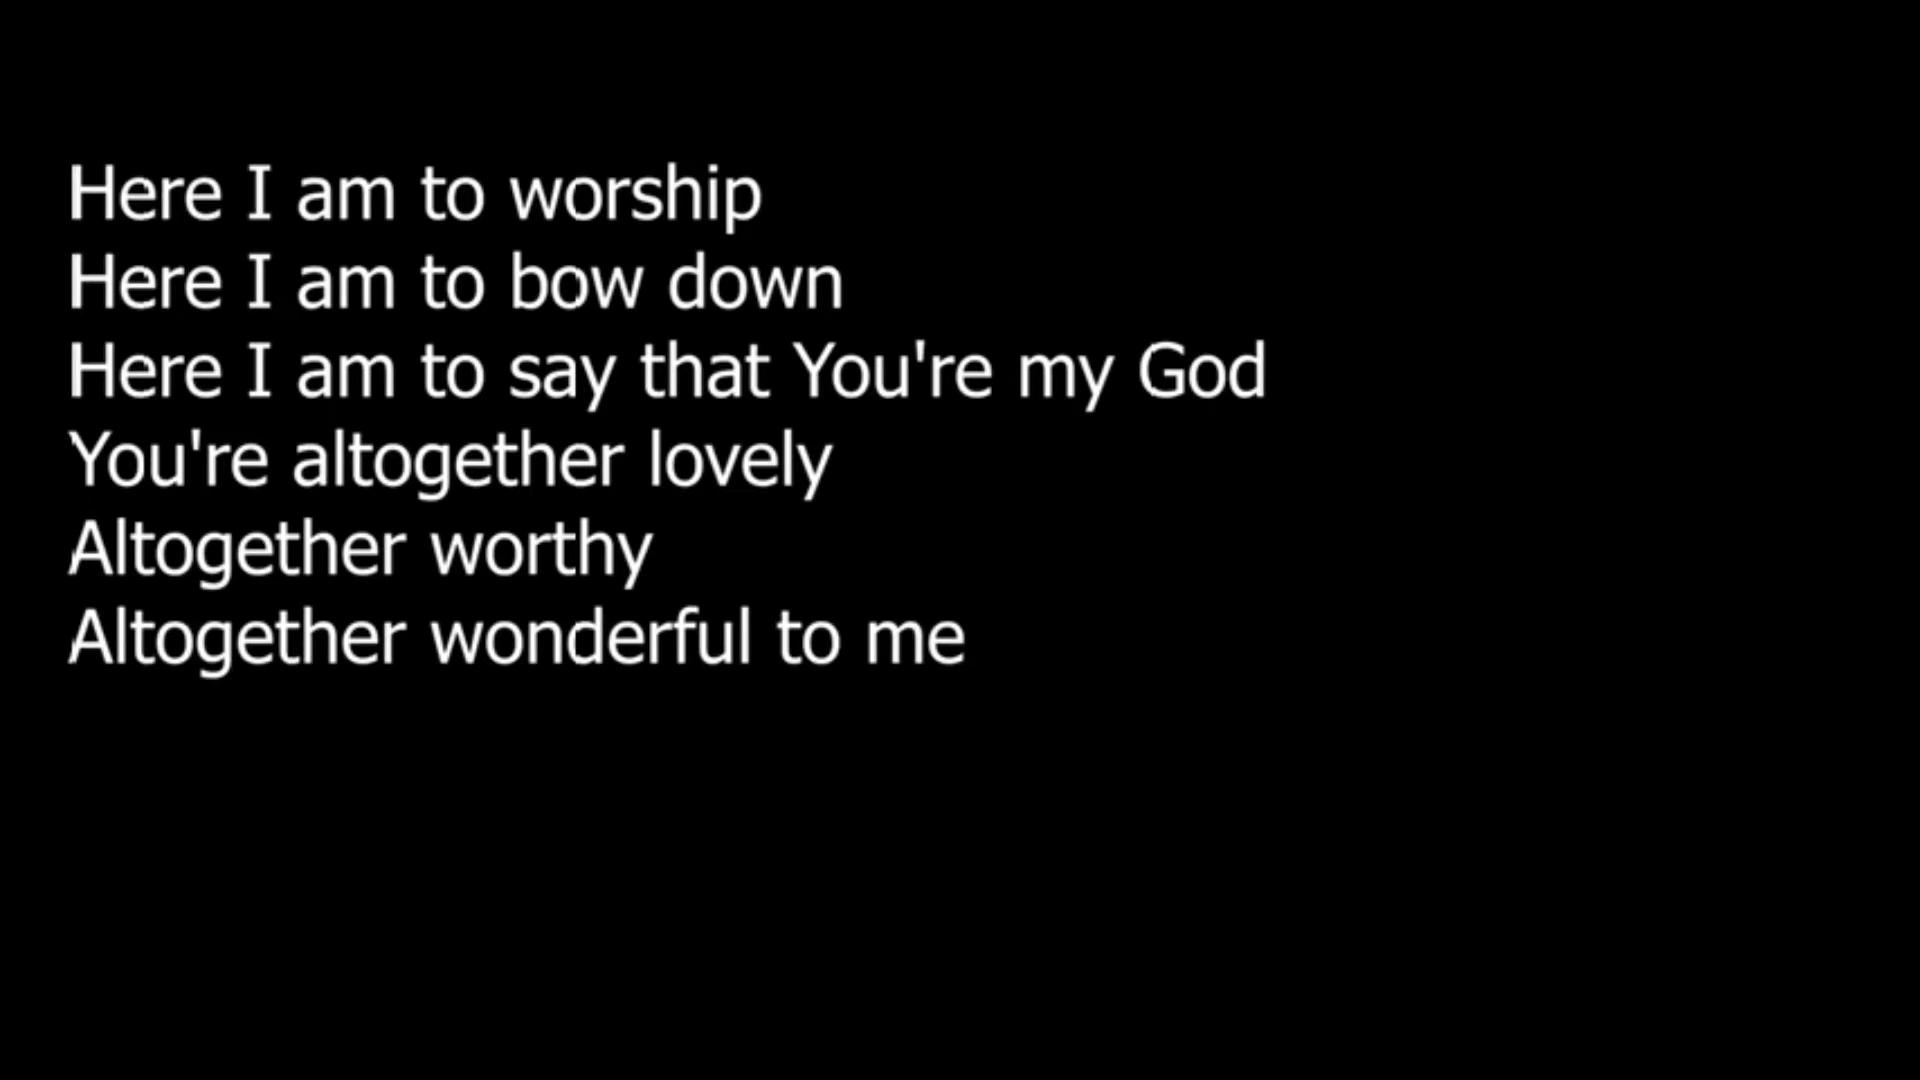 Here I am to worship
Here I am to bow down
Here I am to say that You're my God
You're altogether lovely
Altogether worthy
Altogether wonderful to me